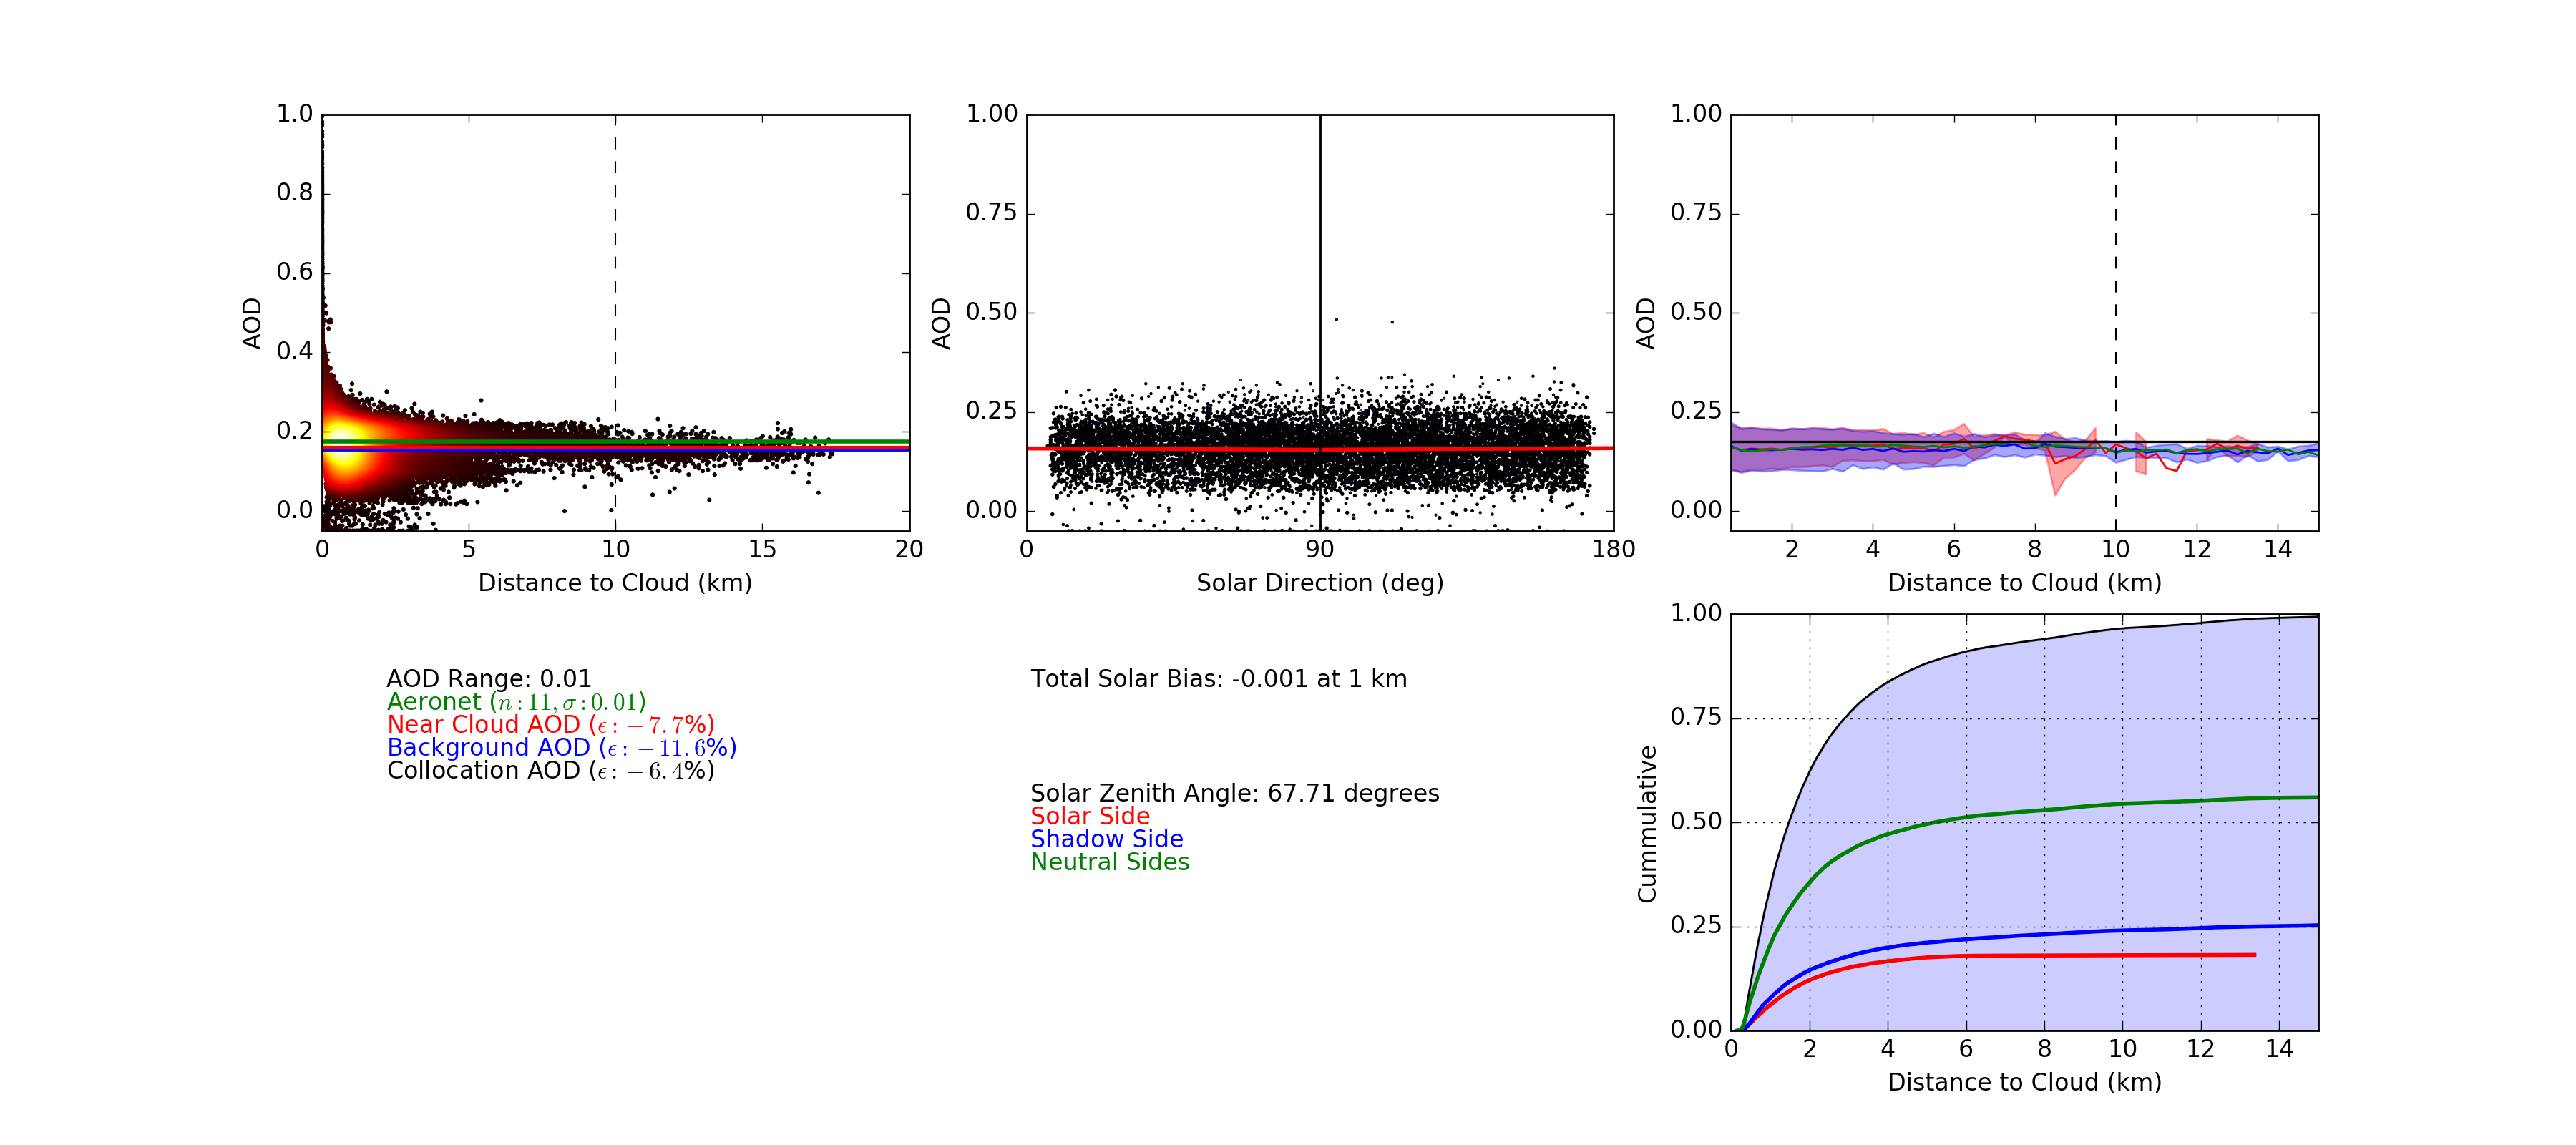 1.0
0.8
0.6
0.4
0.2
0.0
AOD
0 5 10 15 20
Distance to Cloud (km)
1.00
0.75
0.50
0.25
0.00
AOD
0 90 180
Solar Direction (deg)
1.00
0.75
0.50
0.25
0.00
AOD
2 4 6 8 10 12 14
Distance to Cloud (km)
AOD Range: 0.01
Aeronet (n : 11, σ : 0.01)
Near Cloud AOD (ϵ : −7.7%)
Background AOD (ϵ : −11.6%)
Collocation AOD (ϵ : −6.4%)
Total Solar Bias: -0.001 at 1 km
Solar Zenith Angle: 67.71 degrees
Solar Side
Shadow Side
Neutral Sides
1.00
0.75
0.50
0.25
0.00
Cummulative
0 2 4 6 8 10 12 14
Distance to Cloud (km)